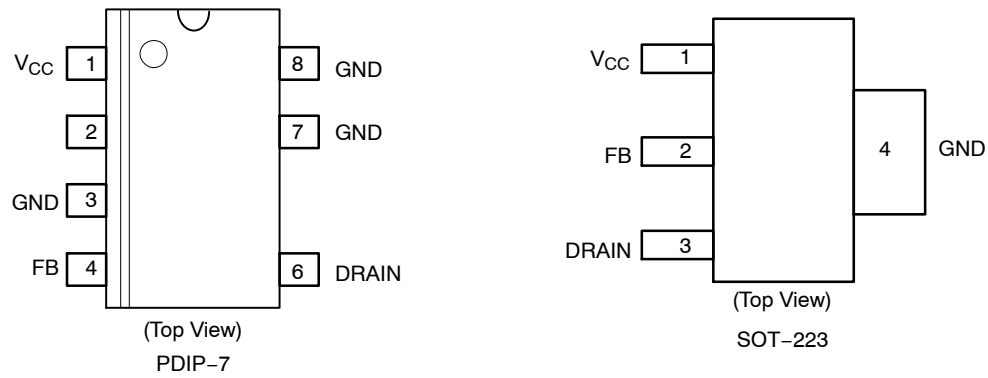 VCC 1 8 GND
2 7 GND
GND 3
FB 4 6 DRAIN
(Top View)
PDIP−7
VCC 1
FB 2 4 GND
DRAIN 3
(Top View)
SOT−223